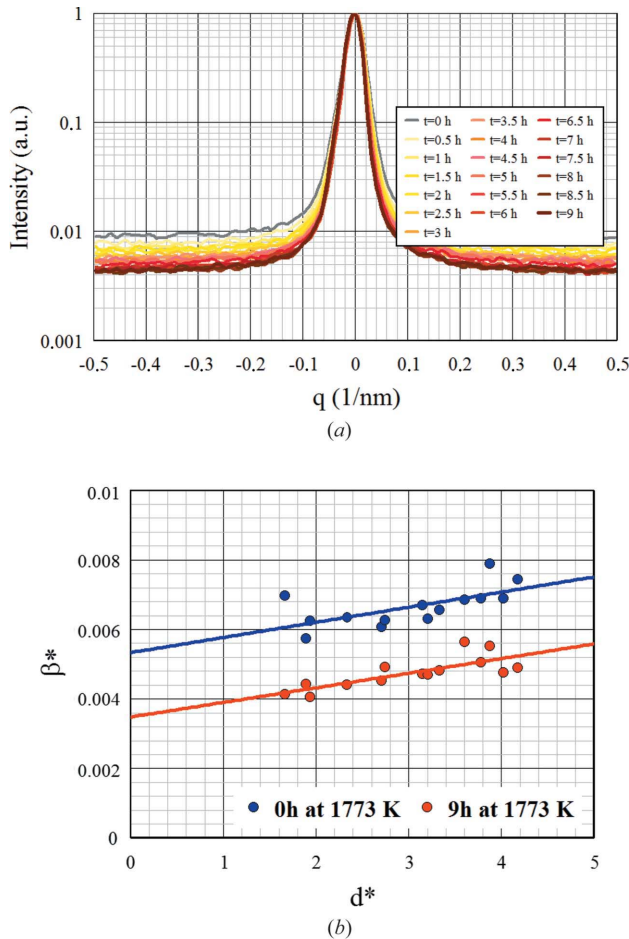 1
0.1
0.01
0.001
Intensity (a.u.)
t=0 h t=3.5 h t=6.5 h
t=0.5 h t=4 h t=7 h
t=1 h t=4.5 h t=7.5 h
t=1.5 h t=5 h t=8 h
t=2 h t=5.5 h t=8.5 h
t=2.5 h t=6 h t=9 h
t=3 h
-0.5 -0.4 -0.3 -0.2 -0.1 0 0.1 0.2 0.3 0.4 0.5
q (1/nm)
(a)
0.01
0.008
0.006
0.004
0.002
0
β*
0h at 1773 K 9h at 1773 K
0 1 2 3 4 5
d*
(b)